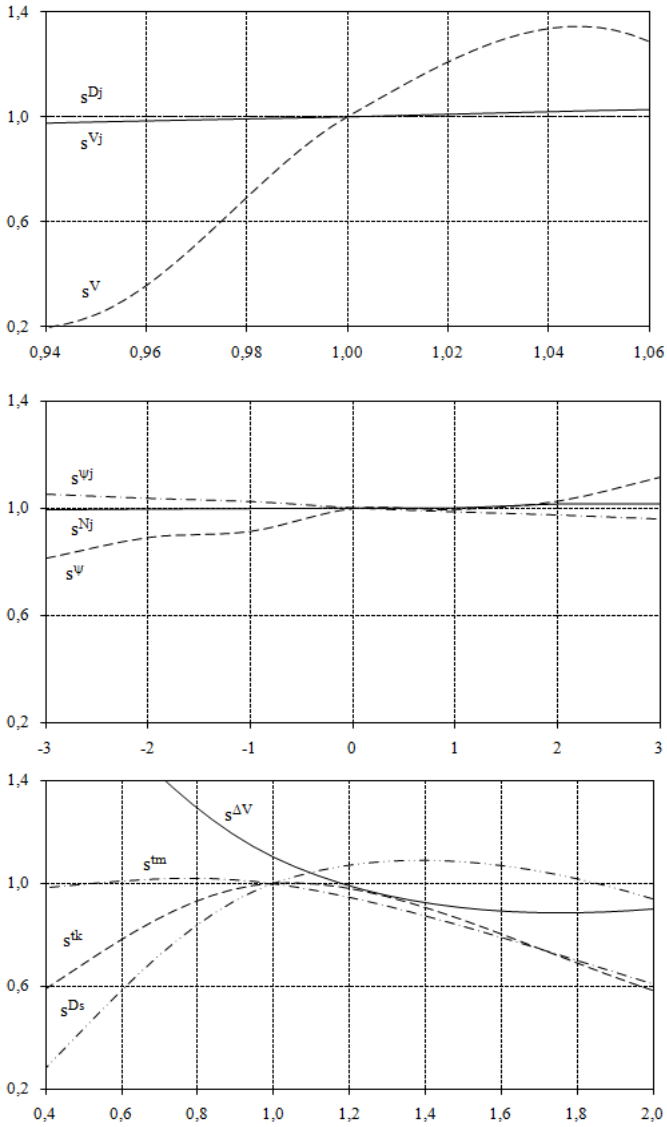 1,4
s^Dj
1,0
s^Vj
0,6
s^V
0,2
0,94 0,96 0,98 1,00 1,02 1,04 1,06
1,4
s^ψj
1,0
s^Nj
s^ψ
0,6
0,2
-3 -2 -1 0 1 2 3
1,4
s^ΔV
s^tm
1,0
s^tk
0,6
s^Ds
0,2
0,4 0,6 0,8 1,0 1,2 1,4 1,6 1,8 2,0